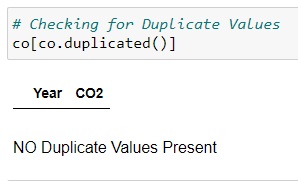 # Checking for Duplicate Values
co[co.duplicated()]
Year CO2
NO Duplicate Values Present